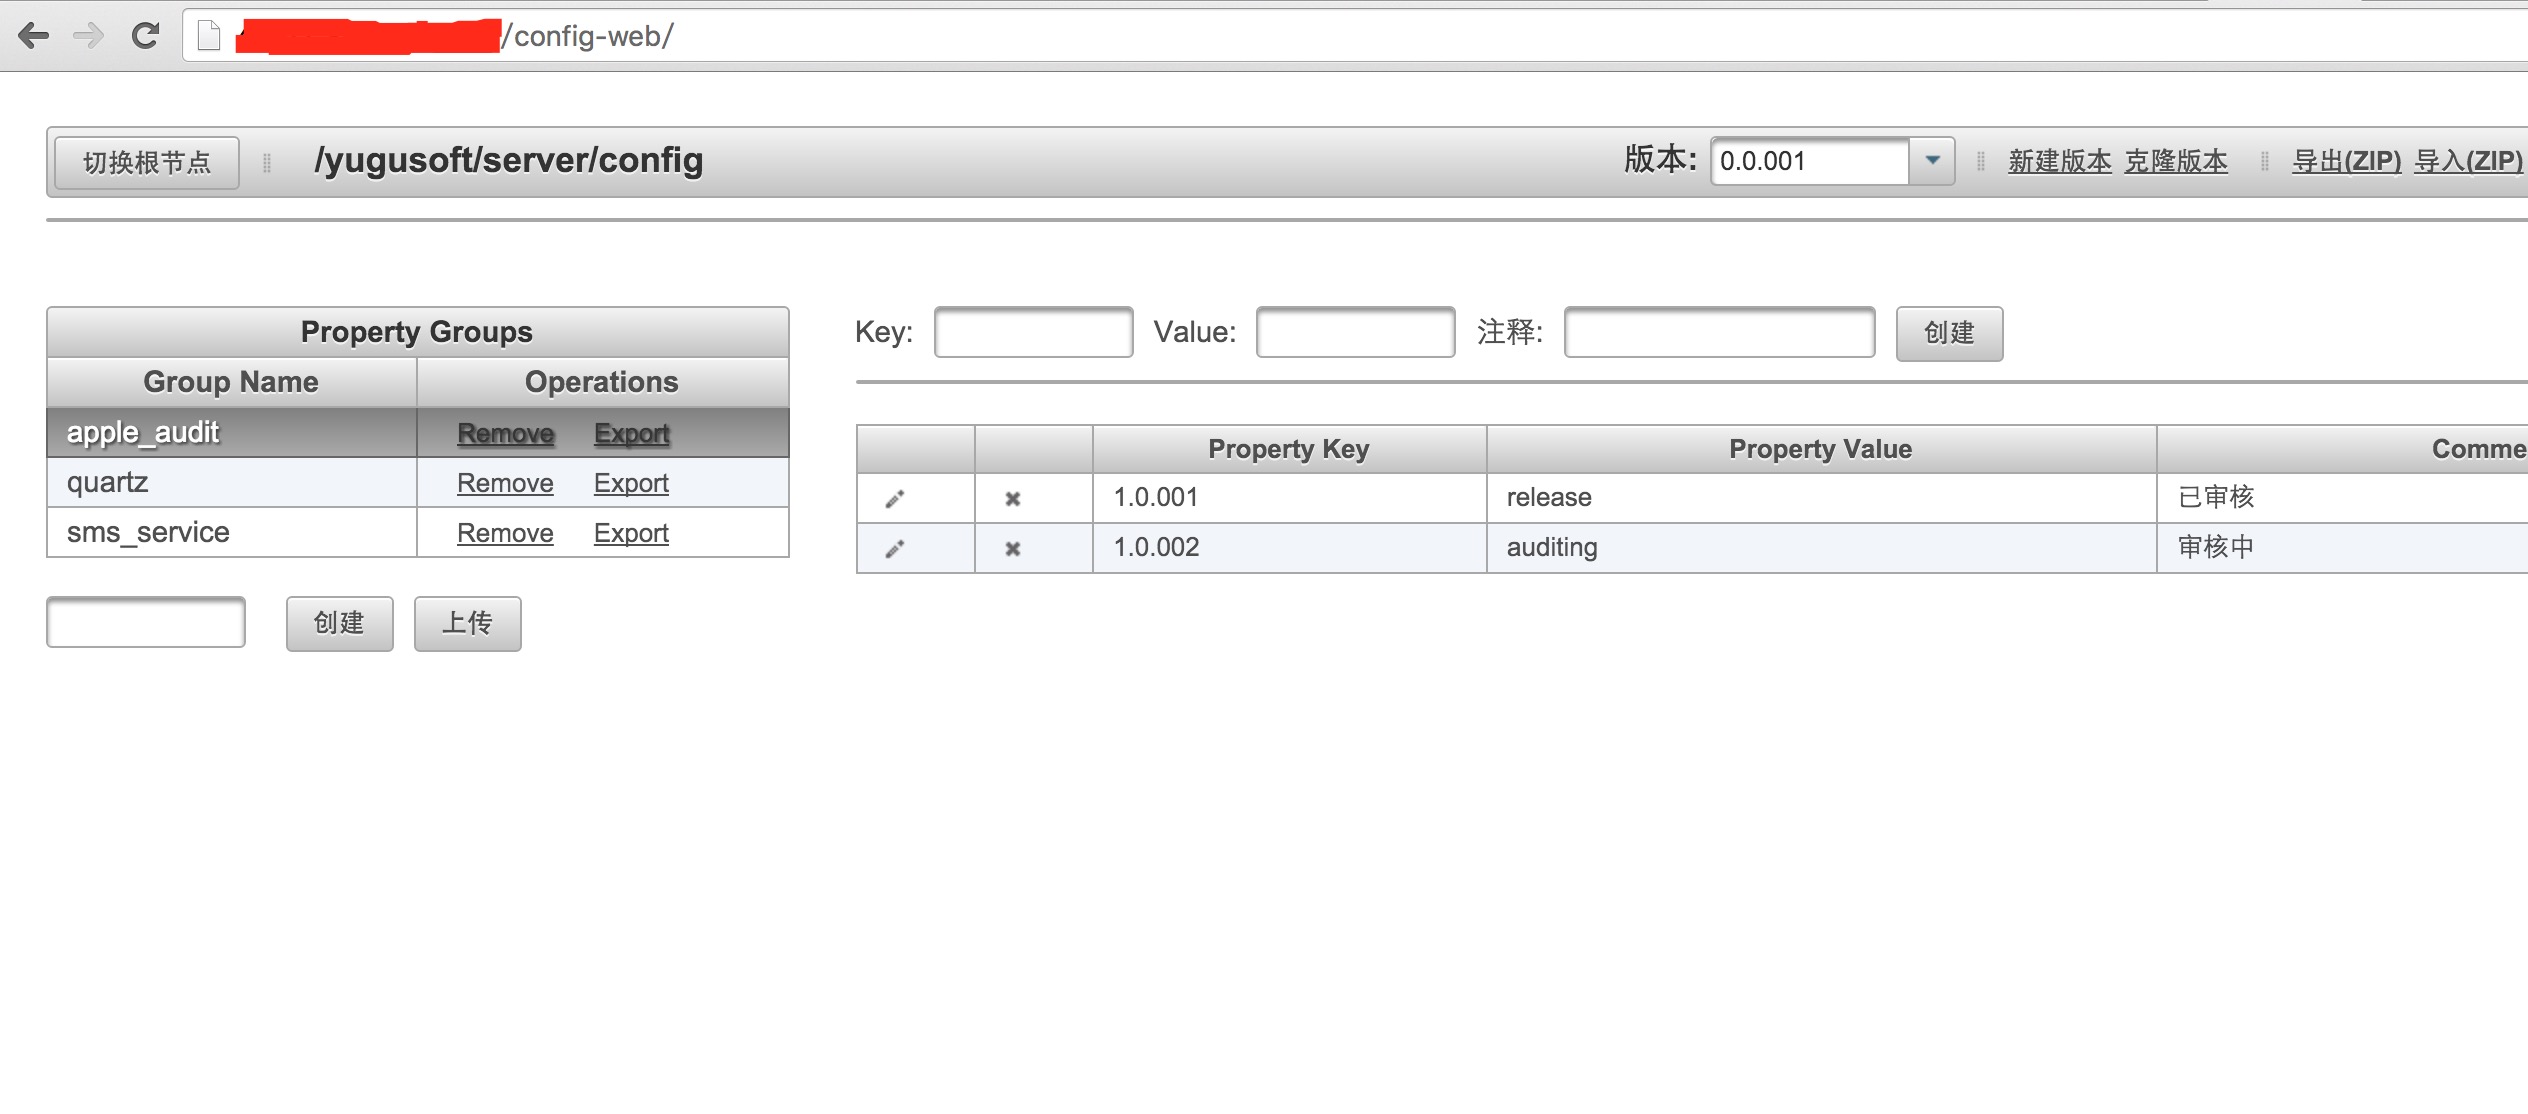 /config-web/
切换根节点 /yugusoft/server/config 版本: 0.0.001 新建版本 克隆版本 导出(ZIP) 导入(ZIP)
Property Groups
Group Name Operations
apple_audit Remove Export
quartz Remove Export
sms_service Remove Export
创建 上传
Key: Value: 注释: 创建
Property Key Property Value Comme
1.0.001 release 已审核
1.0.002 auditing 审核中